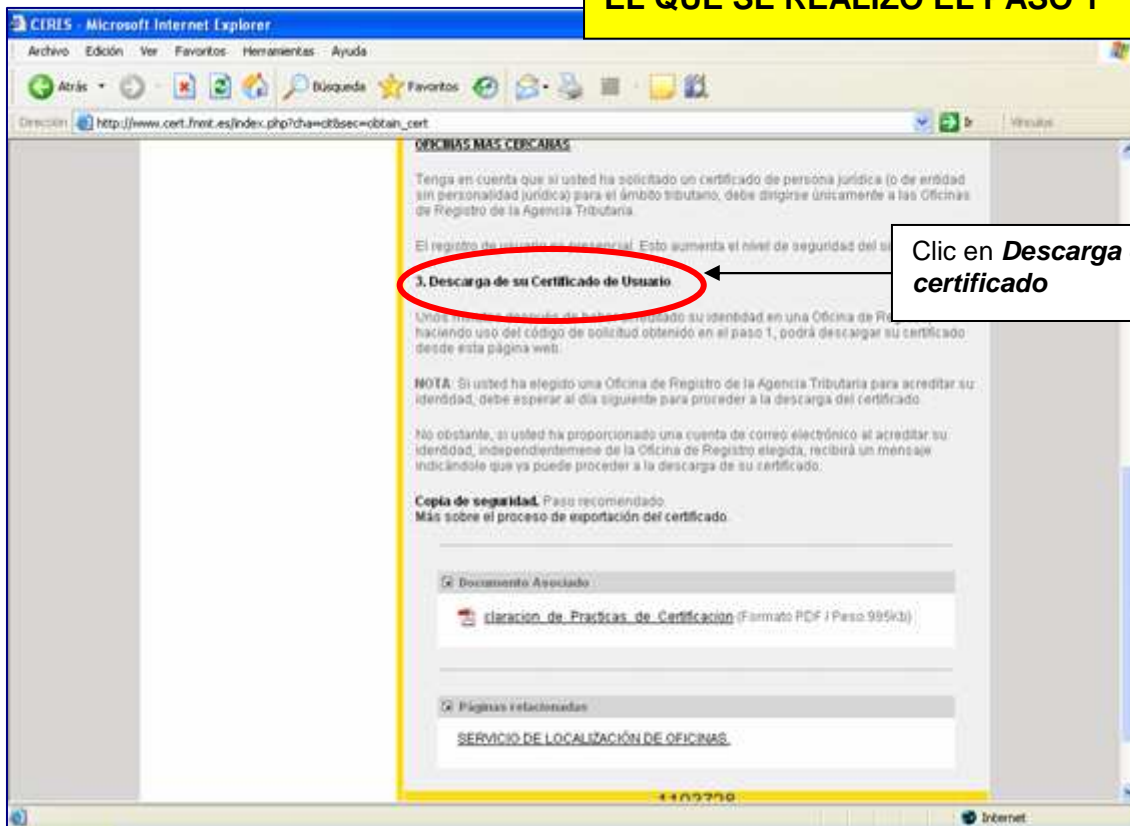 EL QUE SE REALIZÓ EL PASO 1
CERES - Microsoft Internet Explorer
Archivo Edición Ver Favoritos Herramientas Ayuda
Atrás Búsqueda Favoritos
Dirección http://www.cert.fnmt.es/index.php?cha=cit&sec=obtain_cert Ir Vínculos
OFICINAS MAS CERCANAS
Tenga en cuenta que si usted ha solicitado un certificado de persona jurídica (o de entidad
sin personalidad jurídica) para el ámbito tributario, debe dirigirse únicamente a las Oficinas
de Registro de la Agencia Tributaria.
El registro de usuario es presencial. Esto aumenta el nivel de seguridad del
Clic en Descarga
certificado
3. Descarga de su Certificado de Usuario.
Unos después de haber acreditado su identidad en una Oficina de
haciendo uso del código de solicitud obtenido en el paso 1, podrá descargar su certificado
desde esta página web.
NOTA: Si usted ha elegido una Oficina de Registro de la Agencia Tributaria para acreditar su
identidad, debe esperar al día siguiente para proceder a la descarga del certificado.
No obstante, si usted ha proporcionado una cuenta de correo electrónico al acreditar su
identidad, independientemene de la Oficina de Registro elegida, recibirá un mensaje
indicándole que ya puede proceder a la descarga de su certificado.
Copia de seguridad. Paso recomendado.
Más sobre el proceso de exportación del certificado.
Documento Asociado
claracion_de_Practicas_de_Certificacion (Formato PDF / Peso 985Kb)
Páginas relacionadas
SERVICIO DE LOCALIZACIÓN DE OFICINAS.
Internet